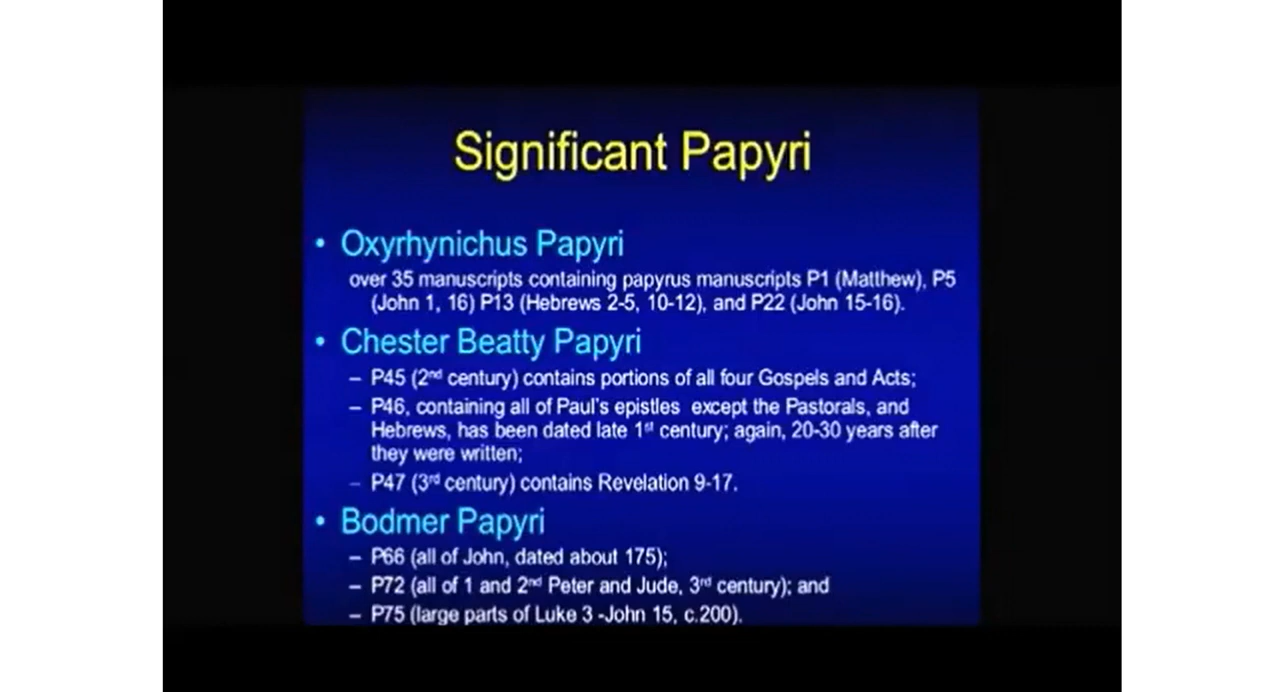 Significant Papyri
• Oxyrhynichus Papyri
over 35 manuscripts containing papyrus manuscripts P1 (Matthew), P5
(John 1, 16) P13 (Hebrews 2-5, 10-12), and P22 (John 15-16).
• Chester Beatty Papyri
– P45 (2nd century) contains portions of all four Gospels and Acts;
– P46, containing all of Paul's epistles except the Pastorals, and
Hebrews, has been dated late 1st century; again, 20-30 years after
they were written;
– P47 (3rd century) contains Revelation 9-17.
• Bodmer Papyri
– P66 (all of John, dated about 175);
– P72 (all of 1 and 2nd Peter and Jude, 3rd century); and
– P75 (large parts of Luke 3 -John 15, c.200).